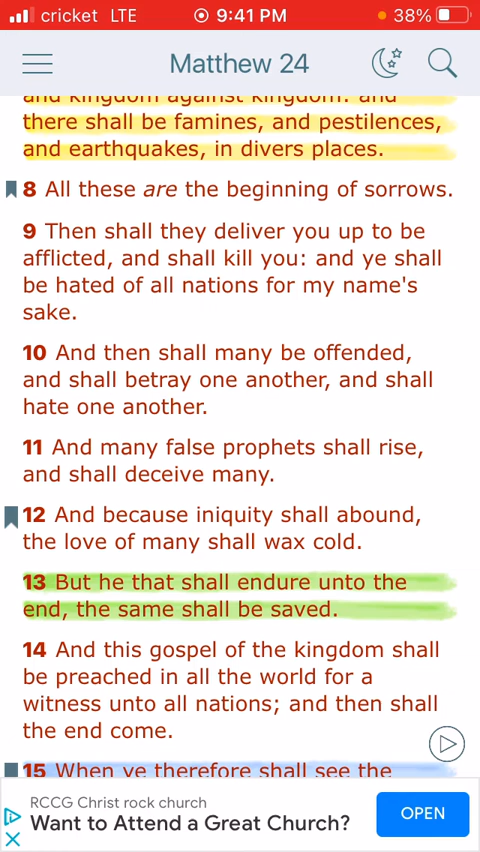 cricket LTE 9:41 PM 38%
Matthew 24
and kingdom against kingdom: and
there shall be famines, and pestilences,
and earthquakes, in divers places.
8 All these are the beginning of sorrows.
9 Then shall they deliver you up to be
afflicted, and shall kill you: and ye shall
be hated of all nations for my name's
sake.
10 And then shall many be offended,
and shall betray one another, and shall
hate one another.
11 And many false prophets shall rise,
and shall deceive many.
12 And because iniquity shall abound,
the love of many shall wax cold.
13 But he that shall endure unto the
end, the same shall be saved.
14 And this gospel of the kingdom shall
be preached in all the world for a
witness unto all nations; and then shall
the end come.
15 When ye therefore shall see the
RCCG Christ rock church
Want to Attend a Great Church?
OPEN